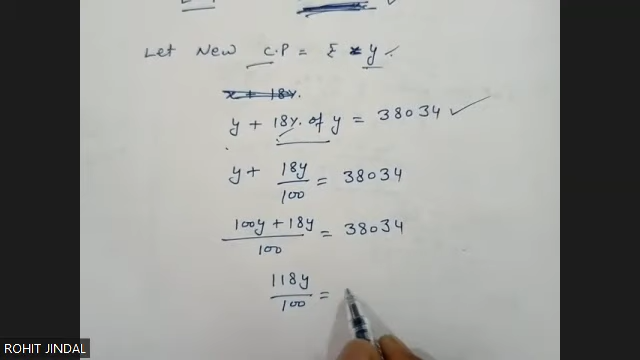 Let New C.P = ₹ y
y + 18% of y = 38034
y + 18y/100 = 38034
100y + 18y/100 = 38034
118y/100 =
ROHIT JINDAL